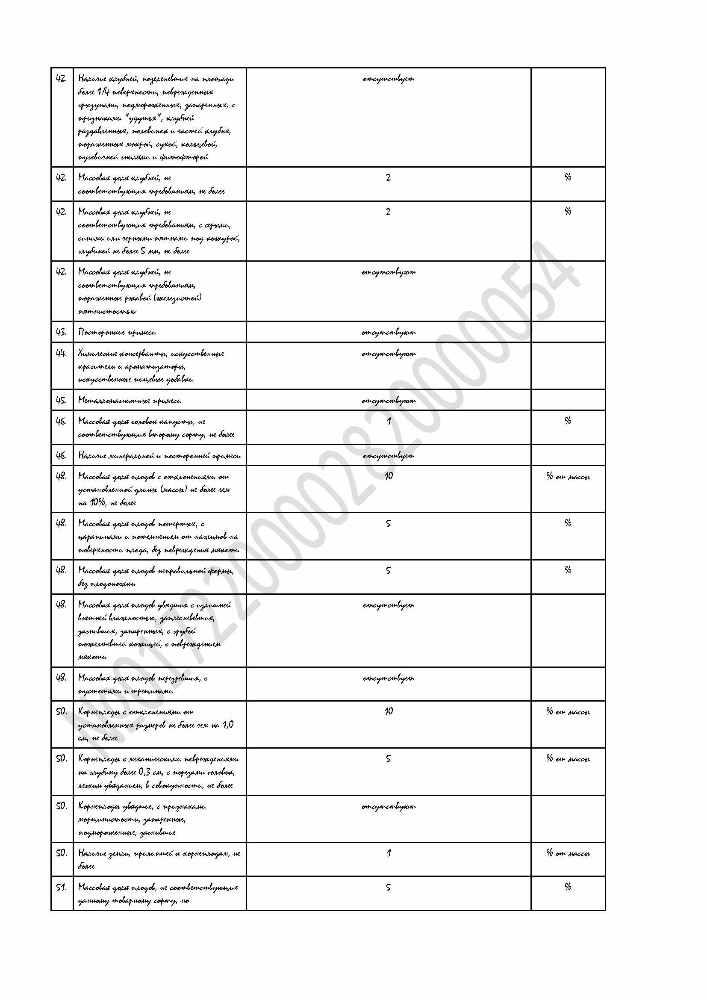 42. Наличие клубней, позеленевших на площади отсутствует
более 1/4 поверхности, поврежденных
грызунами, подмороженных, запаренных, с
признаками "удушья", клубней
раздавленных, половинок и частей клубня,
пораженных мокрой, сухой, кольцевой,
пуговичной гнилями и фитофторой
42. Массовая доля клубней, не 2 %
соответствующих требованиям, не более
42. Массовая доля клубней, не 2 %
соответствующих требованиям, с серыми,
синими или черными пятнами под кожурой,
глубиной не более 5 мм, не более
42. Массовая доля клубней, не отсутствуют
соответствующих требованиям,
пораженные ржавой (железистой)
пятнистостью
43. Посторонние примеси отсутствуют
44. Химические консерванты, искусственные отсутствуют
красители и ароматизаторы,
искусственные пищевые добавки
45. Металломагнитные примеси отсутствуют
46. Массовая доля головок капусты, не 1 %
соответствующих второму сорту, не более
46. Наличие минеральной и посторонней примеси отсутствует
48. Массовая доля плодов с отклонениями от 10 % от массы
установленной длины (массы) не более чем
на 10%, не более
48. Массовая доля плодов потертых, с 5 %
царапинами и потемнением от нажимов на
поверхности плода, без повреждения мякоти
48. Массовая доля плодов неправильной формы, 5 %
без плодоножки
48. Массовая доля плодов увядших с излишней отсутствует
внешней влажностью, заплесневевших,
загнивших, запаренных, с грубой
пожелтевшей кожицей, с повреждением
мякоти
48. Массовая доля плодов перезревших, с отсутствует
пустотами и трещинами
50. Корнеплоды с отклонениями от 10 % от массы
установленных размеров не более чем на 1,0
см, не более
50. Корнеплоды с механическими повреждениями 5 % от массы
на глубину более 0,3 см, с порезами головок,
легким увяданием, в совокупности, не более
50. Корнеплоды увядшие, с признаками отсутствуют
морщинистости, запаренные,
подмороженные, загнившие
50. Наличие земли, прилипшей к корнеплодам, не 1 % от массы
более
51. Массовая доля плодов, не соответствующих 5 %
данному товарному сорту, но
№0172200002820000054